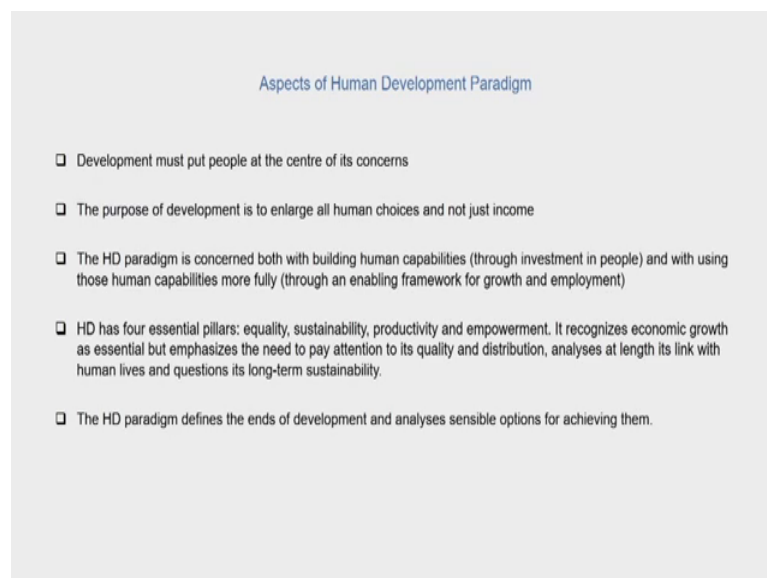 Aspects of Human Development Paradigm
Development must put people at the centre of its concerns
The purpose of development is to enlarge all human choices and not just income
The HD paradigm is concerned both with building human capabilities (through investment in people) and with using
those human capabilities more fully (through an enabling framework for growth and employment)
HD has four essential pillars: equality, sustainability, productivity and empowerment. It recognizes economic growth
as essential but emphasizes the need to pay attention to its quality and distribution, analyses at length its link with
human lives and questions its long-term sustainability.
The HD paradigm defines the ends of development and analyses sensible options for achieving them.